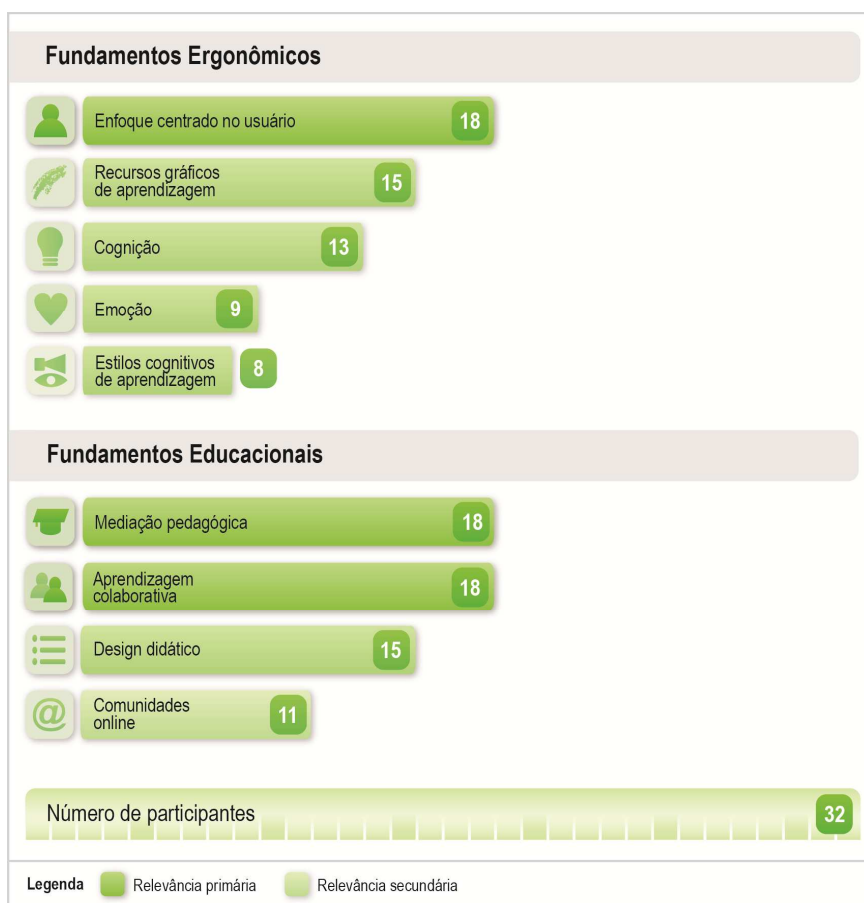 Fundamentos Ergonômicos
Enfoque centrado no usuário
18
Recursos gráficos
de aprendizagem
15
Cognição
13
Emoção
9
Estilos cognitivos
de aprendizagem
8
Fundamentos Educacionais
Mediação pedagógica
18
Aprendizagem
colaborativa
18
Design didático
15
@
Comunidades
online
11
Número de participantes
32
Legenda
Relevância primária
Relevância secundária